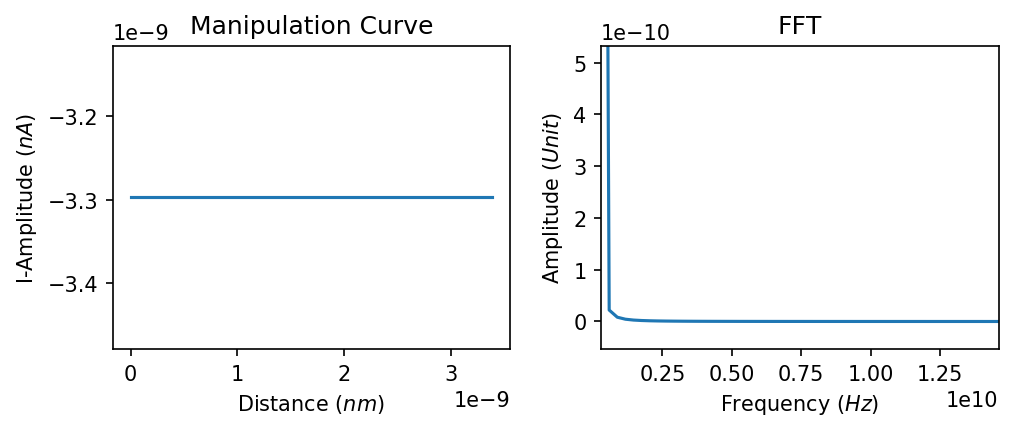 Manipulation Curve
1e−9
I-Amplitude (nA)
−3.2
−3.3
−3.4
0 1 2 3
Distance (nm)
1e−9
FFT
1e−10
Amplitude (Unit)
5
4
3
2
1
0
0.25 0.50 0.75 1.00 1.25
Frequency (Hz)
1e10